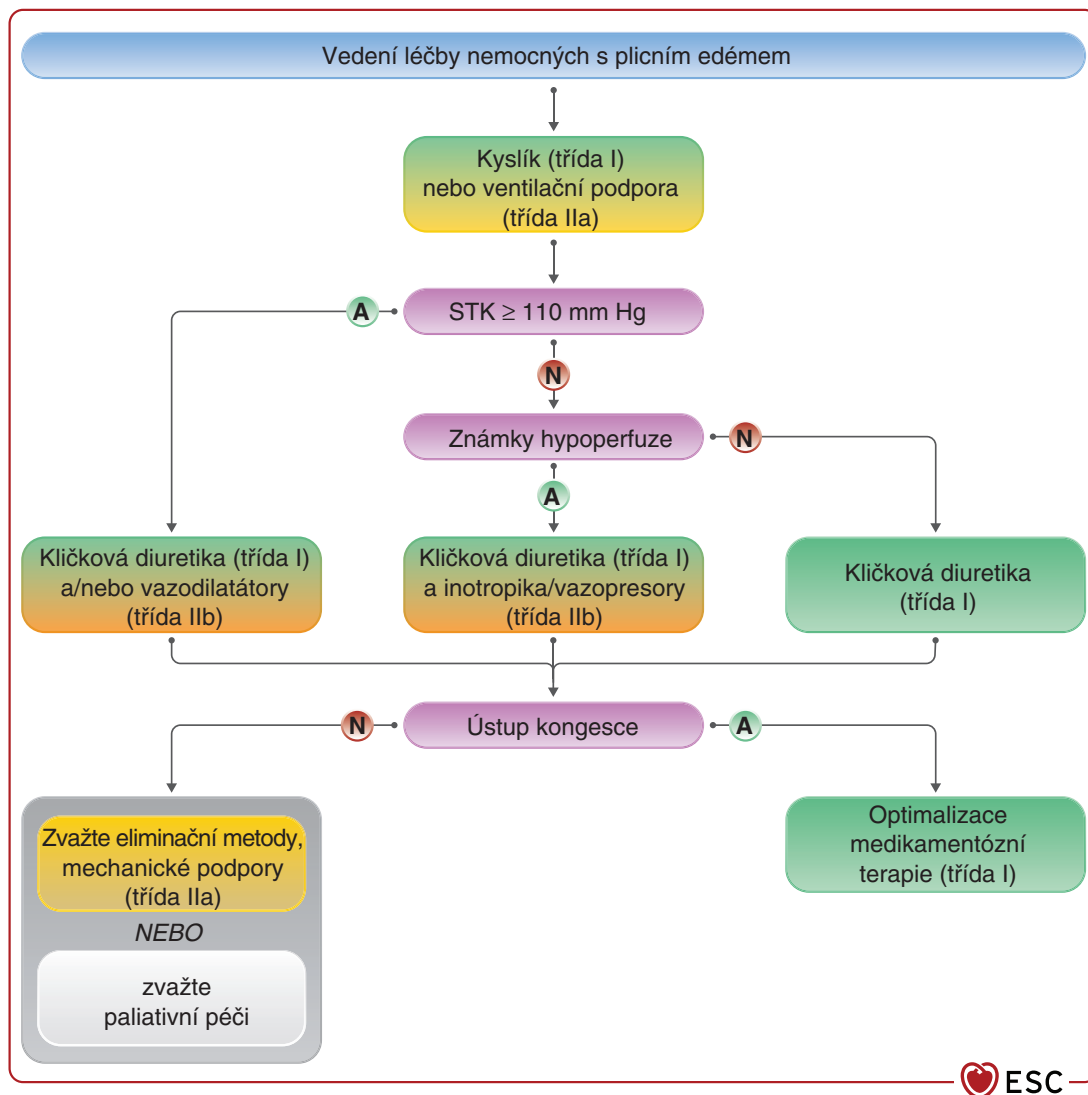 Vedení léčby nemocných s plicním edémem
Kyslík (třída I)
nebo ventilační podpora
(třída IIa)
A
STK ≥ 110 mm Hg
N
Známky hypoperfuze
N
A
Kličková diuretika (třída I)
a/nebo vazodilatátory
(třída IIb)
Kličková diuretika (třída I)
a inotropika/vazopresory
(třída IIb)
Kličková diuretika
(třída I)
N
Ústup kongesce
A
Zvažte eliminační metody,
mechanické podpory
(třída IIa)
NEBO
zvažte
paliativní péči
Optimalizace
medikamentózní
terapie (třída I)
ESC